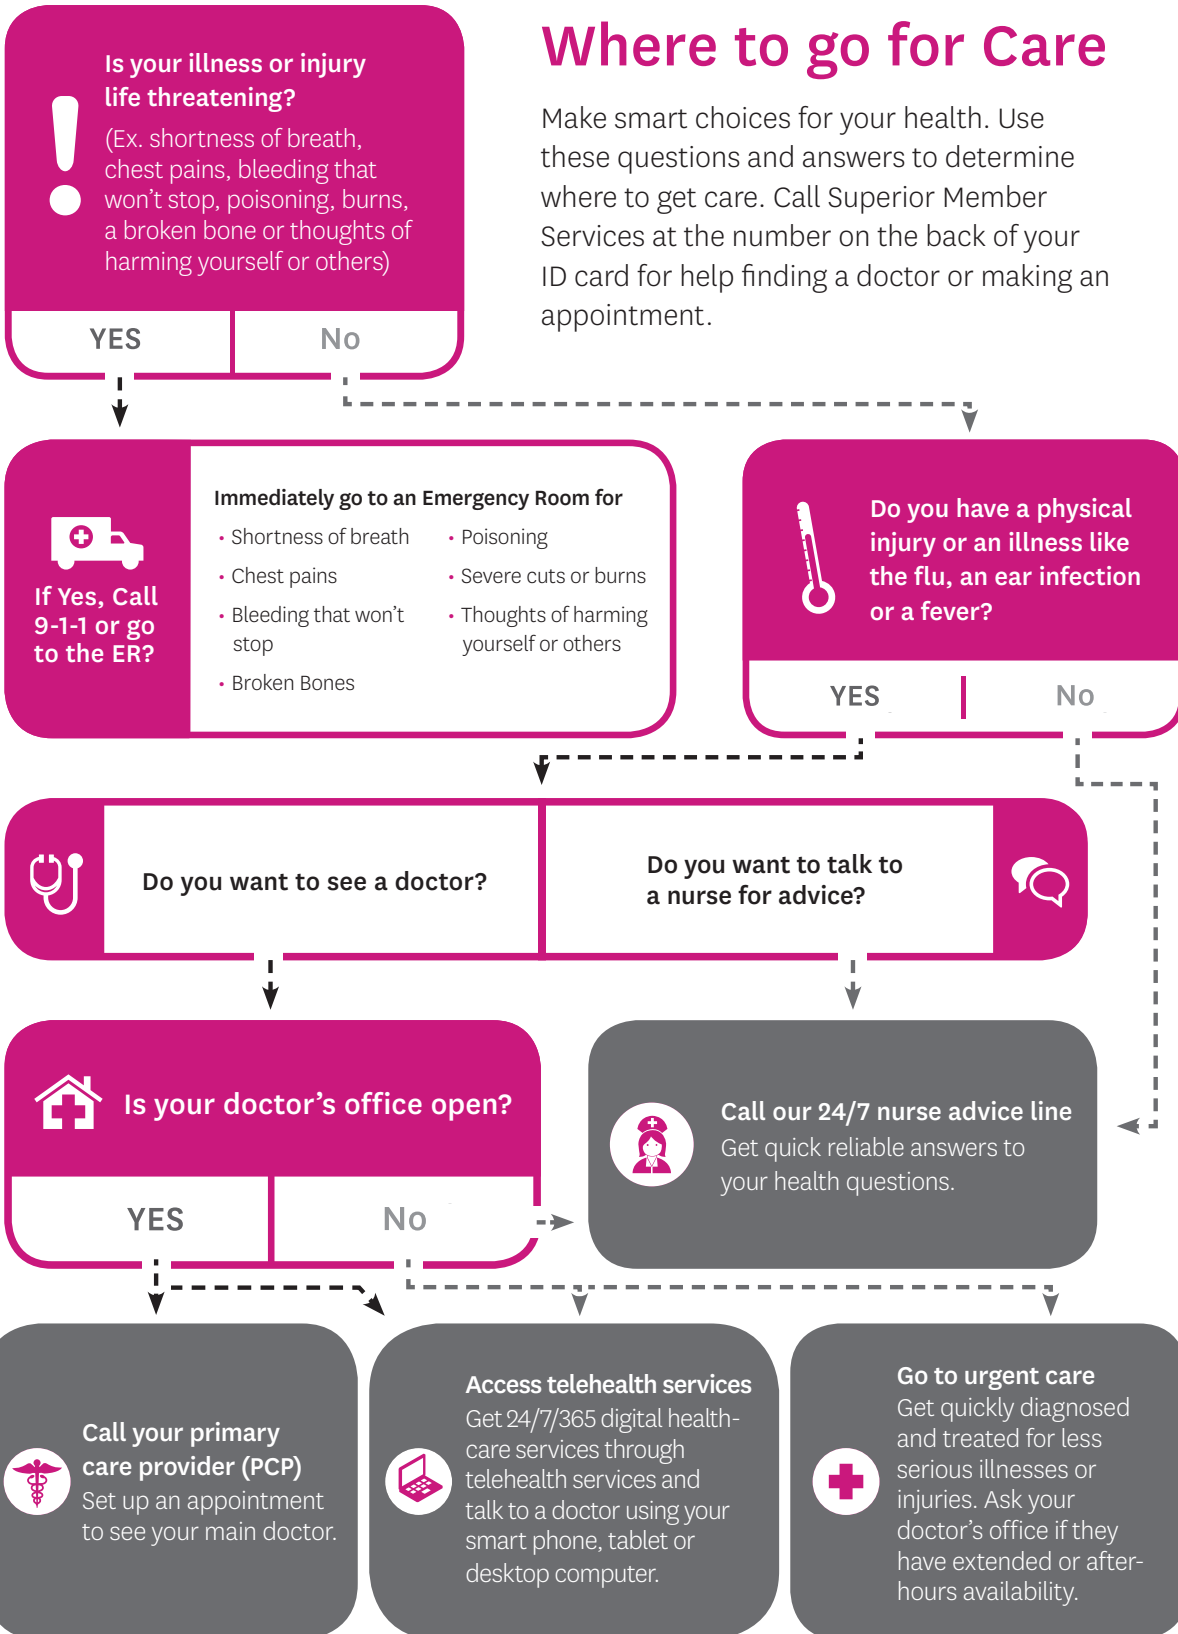 Where to go for Care
Make smart choices for your health. Use
these questions and answers to determine
where to get care. Call Superior Member
Services at the number on the back of your
ID card for help finding a doctor or making an
appointment.
Is your illness or injury
life threatening?
(Ex. shortness of breath,
chest pains, bleeding that
won't stop, poisoning, burns,
a broken bone or thoughts of
harming yourself or others)
YES
No
If Yes, Call
9-1-1 or go
to the ER?
Immediately go to an Emergency Room for
• Shortness of breath
• Chest pains
• Bleeding that won't
stop
• Broken Bones
• Poisoning
• Severe cuts or burns
• Thoughts of harming
yourself or others
Do you have a physical
injury or an illness like
the flu, an ear infection
or a fever?
YES
No
Do you want to see a doctor?
Do you want to talk to
a nurse for advice?
Is your doctor's office open?
YES
No
Call our 24/7 nurse advice line
Get quick reliable answers to
your health questions.
Call your primary
care provider (PCP)
Set up an appointment
to see your main doctor.
Access telehealth services
Get 24/7/365 digital health-
care services through
telehealth services and
talk to a doctor using your
smart phone, tablet or
desktop computer.
Go to urgent care
Get quickly diagnosed
and treated for less
serious illnesses or
injuries. Ask your
doctor's office if they
have extended or after-
hours availability.